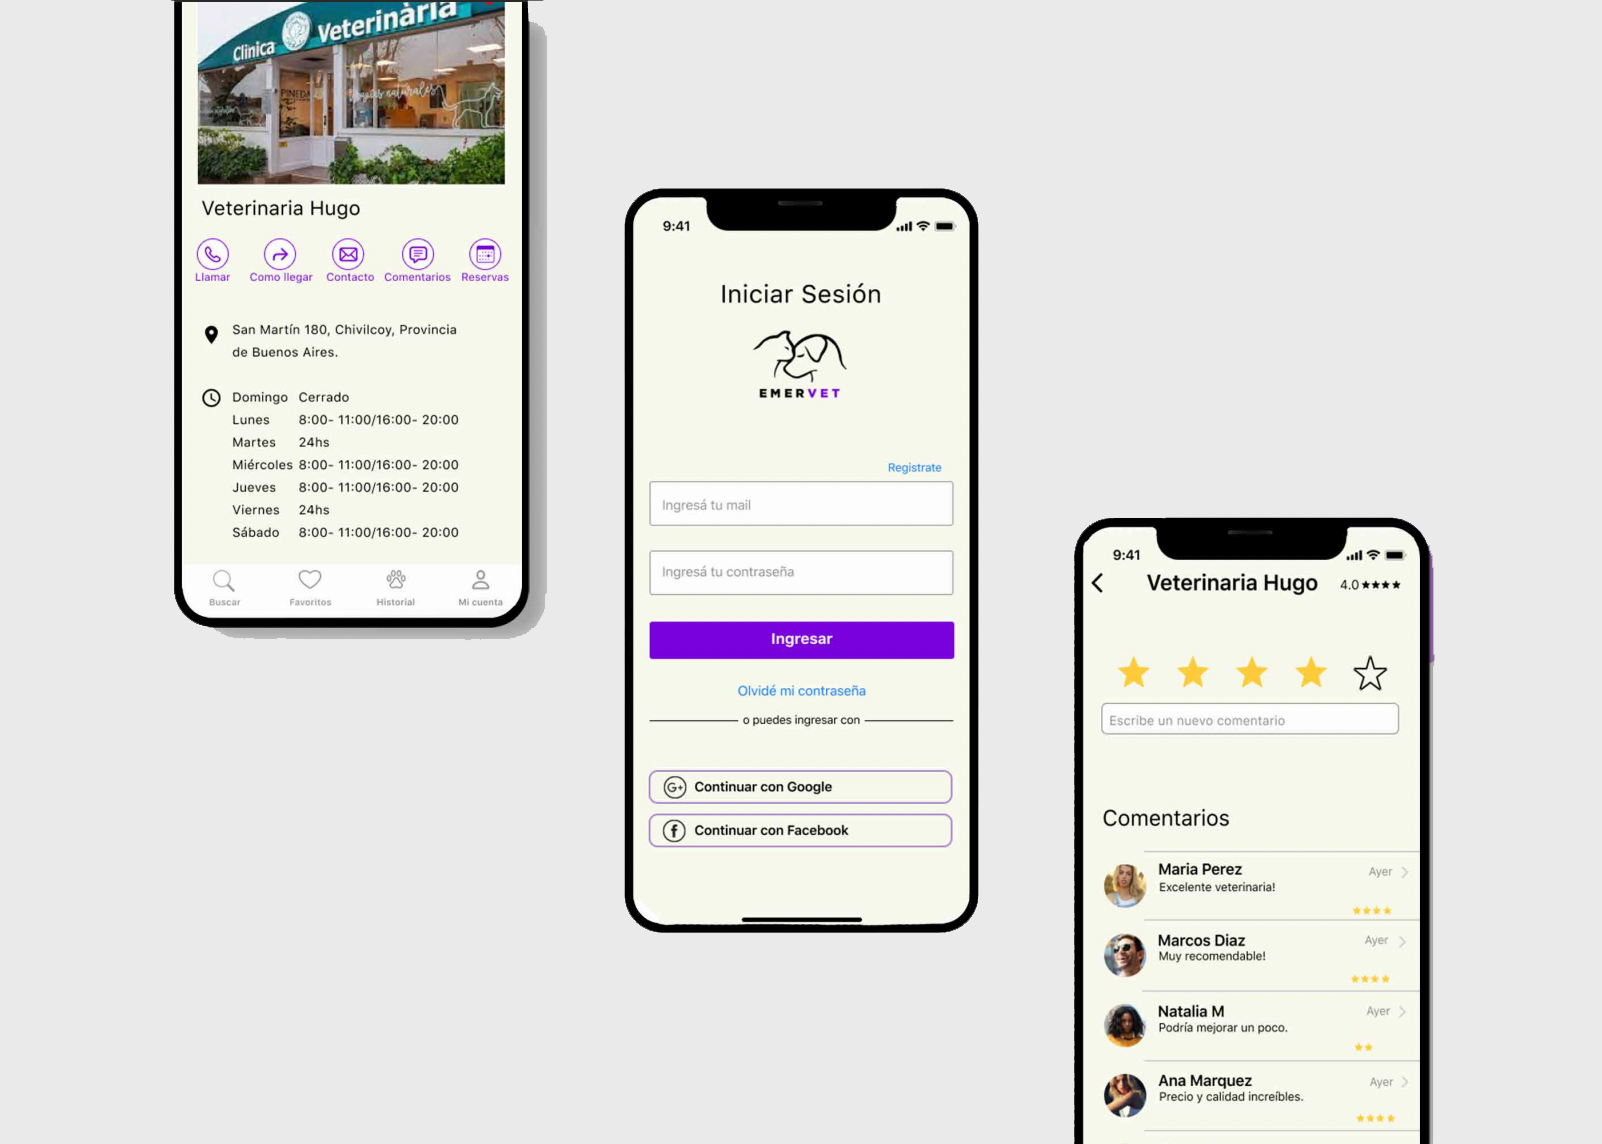 Clínica Veterinària
PINEDA
Teràpies naturales
Veterinaria Hugo
Llamar Como llegar Contacto Comentarios Reservas
San Martín 180, Chivilcoy, Provincia
de Buenos Aires.
Domingo Cerrado
Lunes 8:00- 11:00/16:00- 20:00
Martes 24hs
Miércoles 8:00- 11:00/16:00- 20:00
Jueves 8:00- 11:00/16:00- 20:00
Viernes 24hs
Sábado 8:00- 11:00/16:00- 20:00
Buscar Favoritos Historial Mi cuenta
9:41
Iniciar Sesión
EMERVET
Registrate
Ingresá tu mail
Ingresá tu contraseña
Ingresar
Olvidé mi contraseña
o puedes ingresar con
G+ Continuar con Google
f Continuar con Facebook
9:41
Veterinaria Hugo 4.0
Escribe un nuevo comentario
Comentarios
Maria Perez Ayer
Excelente veterinaria!
Marcos Diaz Ayer
Muy recomendable!
Natalia M Ayer
Podría mejorar un poco.
Ana Marquez Ayer
Precio y calidad increíbles.